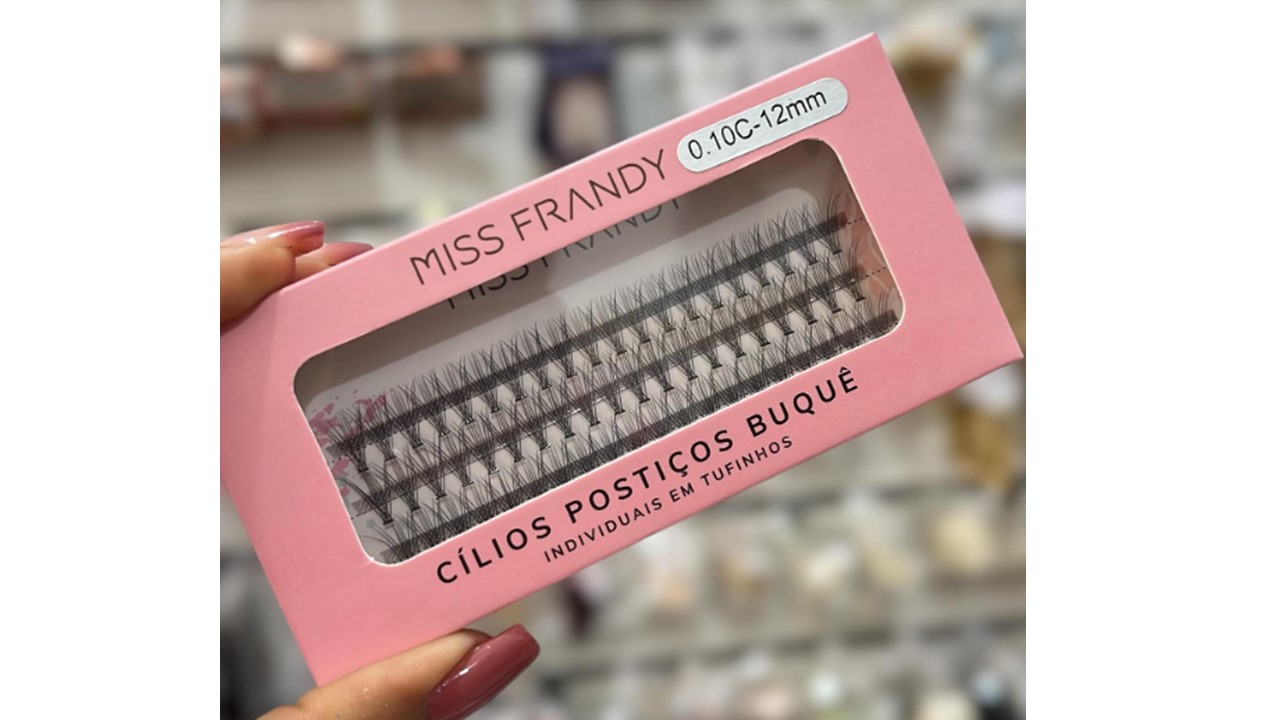 0.10C-12mm
MISS FRANDY
MISS FRANDY
CÍLIOS POSTIÇOS BUQUÊ
INDIVIDUAIS EM TUFINHOS